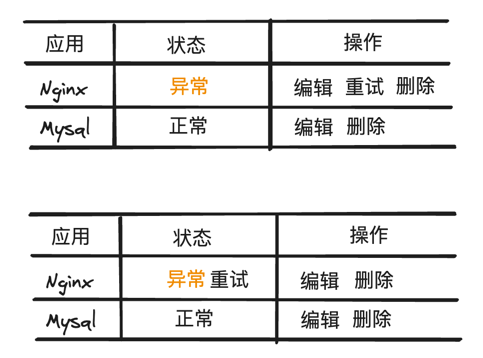 应用 状态 操作
Nginx 异常 编辑 重试 删除
Mysal 正常 编辑 删除
应用 状态 操作
Nginx 异常 重试 编辑 删除
Mysal 正常 编辑 删除